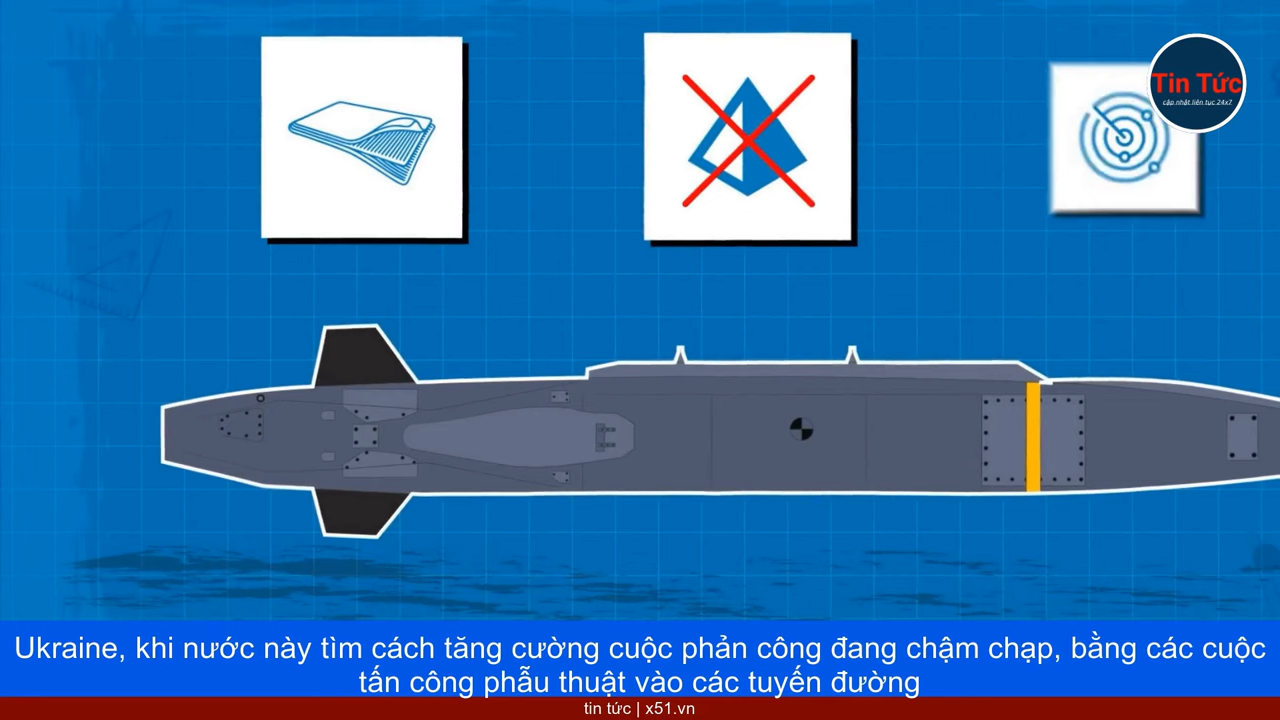 Tin Tức
cập nhật liên tục 24x7
Ukraine, khi nước này tìm cách tăng cường cuộc phản công đang chậm chạp, bằng các cuộc
tấn công phẫu thuật vào các tuyến đường
tin tức | x51.vn